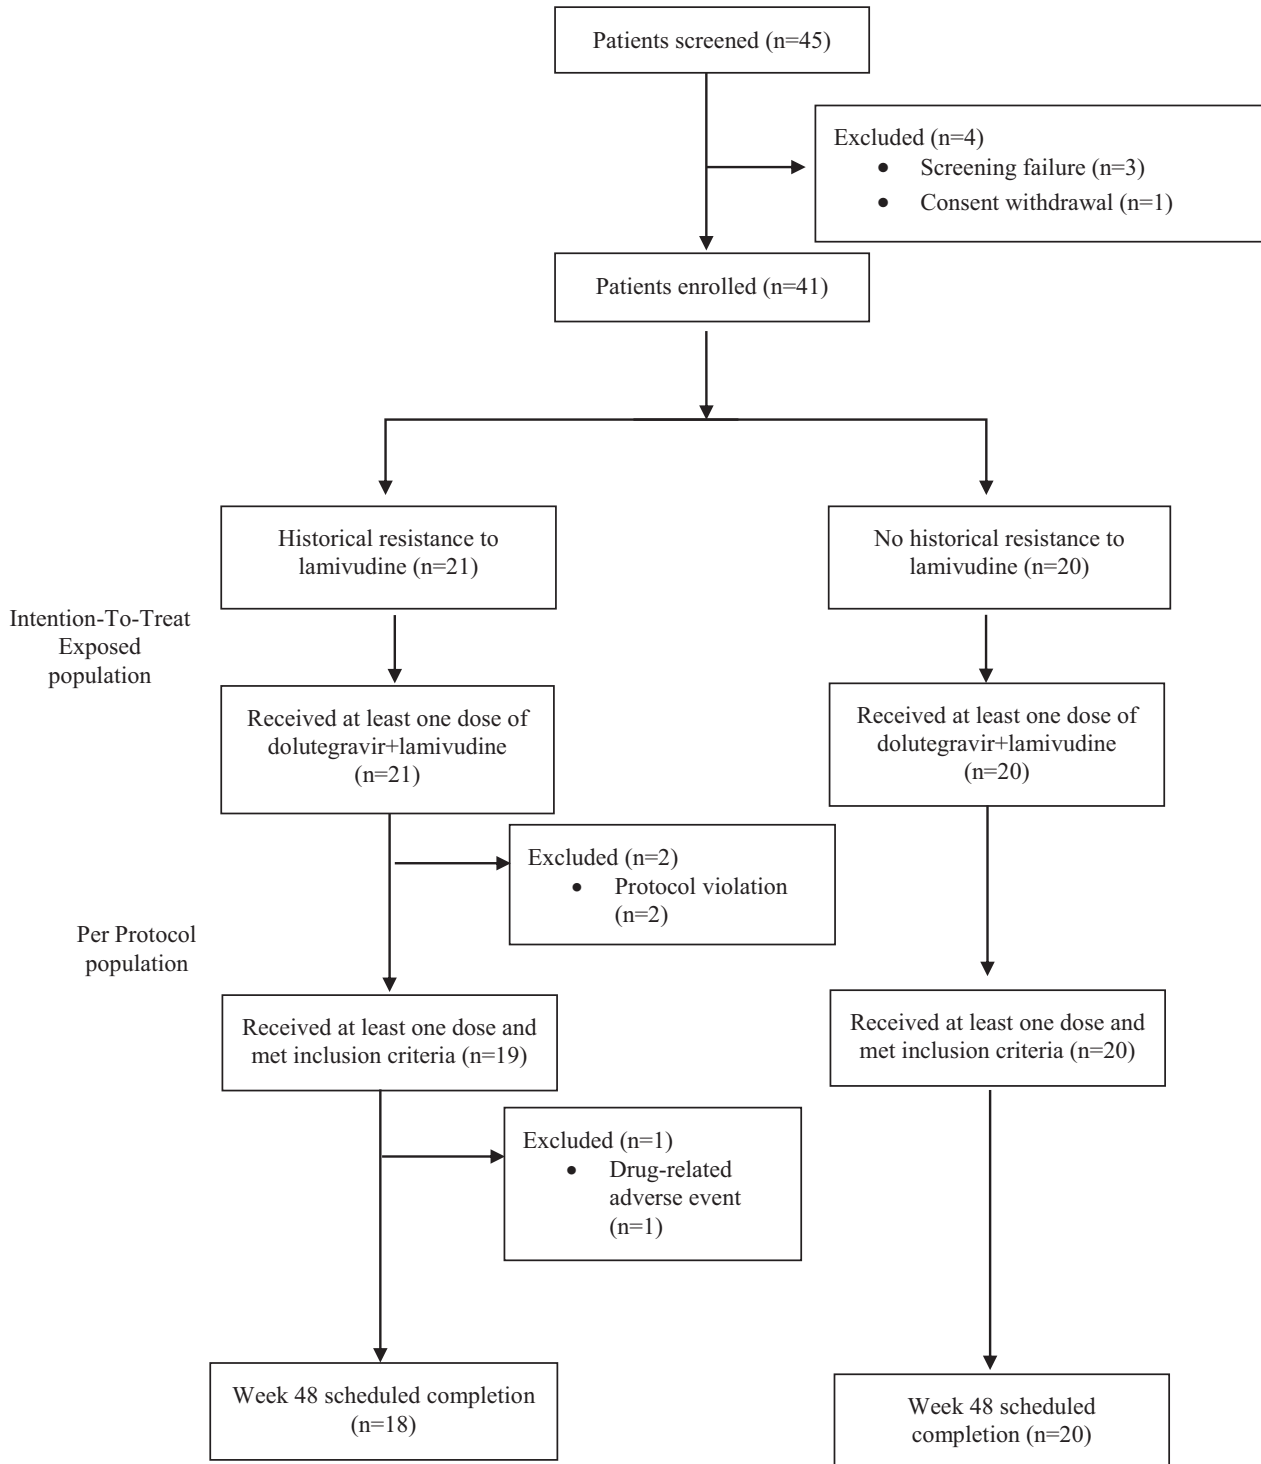 Patients screened (n=45)
Excluded (n=4)
• Screening failure (n=3)
• Consent withdrawal (n=1)
Patients enrolled (n=41)
Historical resistance to
lamivudine (n=21)
No historical resistance to
lamivudine (n=20)
Intention-To-Treat
Exposed
population
Received at least one dose of
dolutegravir+lamivudine
(n=21)
Received at least one dose of
dolutegravir+lamivudine
(n=20)
Excluded (n=2)
• Protocol violation
(n=2)
Per Protocol
population
Received at least one dose and
met inclusion criteria (n=19)
Received at least one dose and
met inclusion criteria (n=20)
Excluded (n=1)
• Drug-related
adverse event
(n=1)
Week 48 scheduled completion
(n=18)
Week 48 scheduled
completion (n=20)